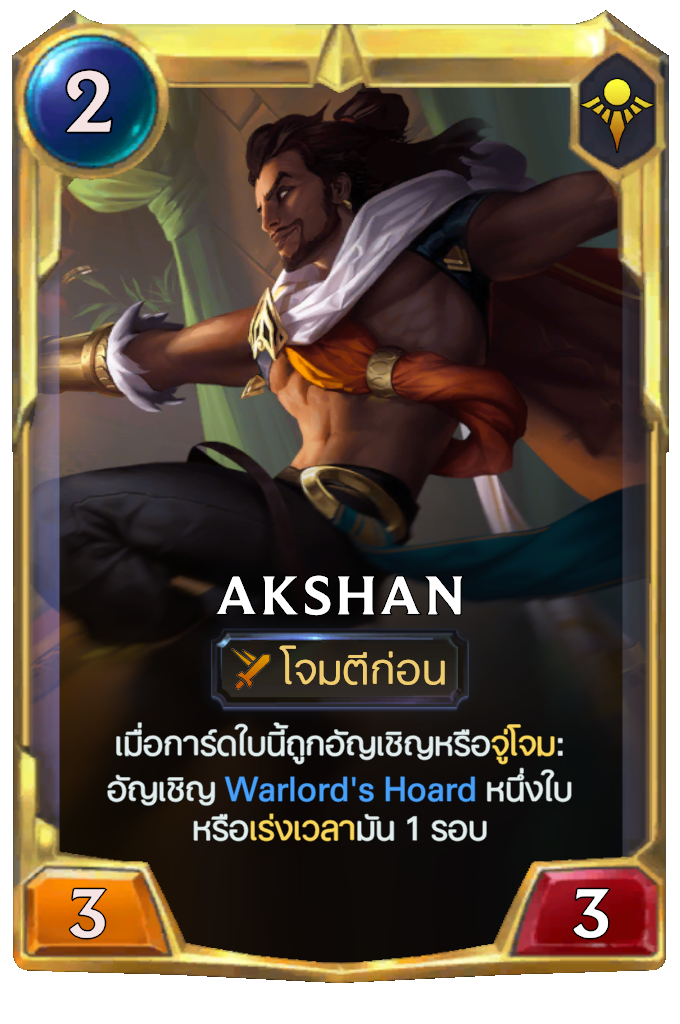 2
AKSHAN
โจมตีก่อน
เมื่อการ์ดใบนี้ถูกอัญเชิญหรือจู่โจม:
อัญเชิญ Warlord's Hoard หนึ่งใบ
หรือเร่งเวลามัน 1 รอบ
3
3